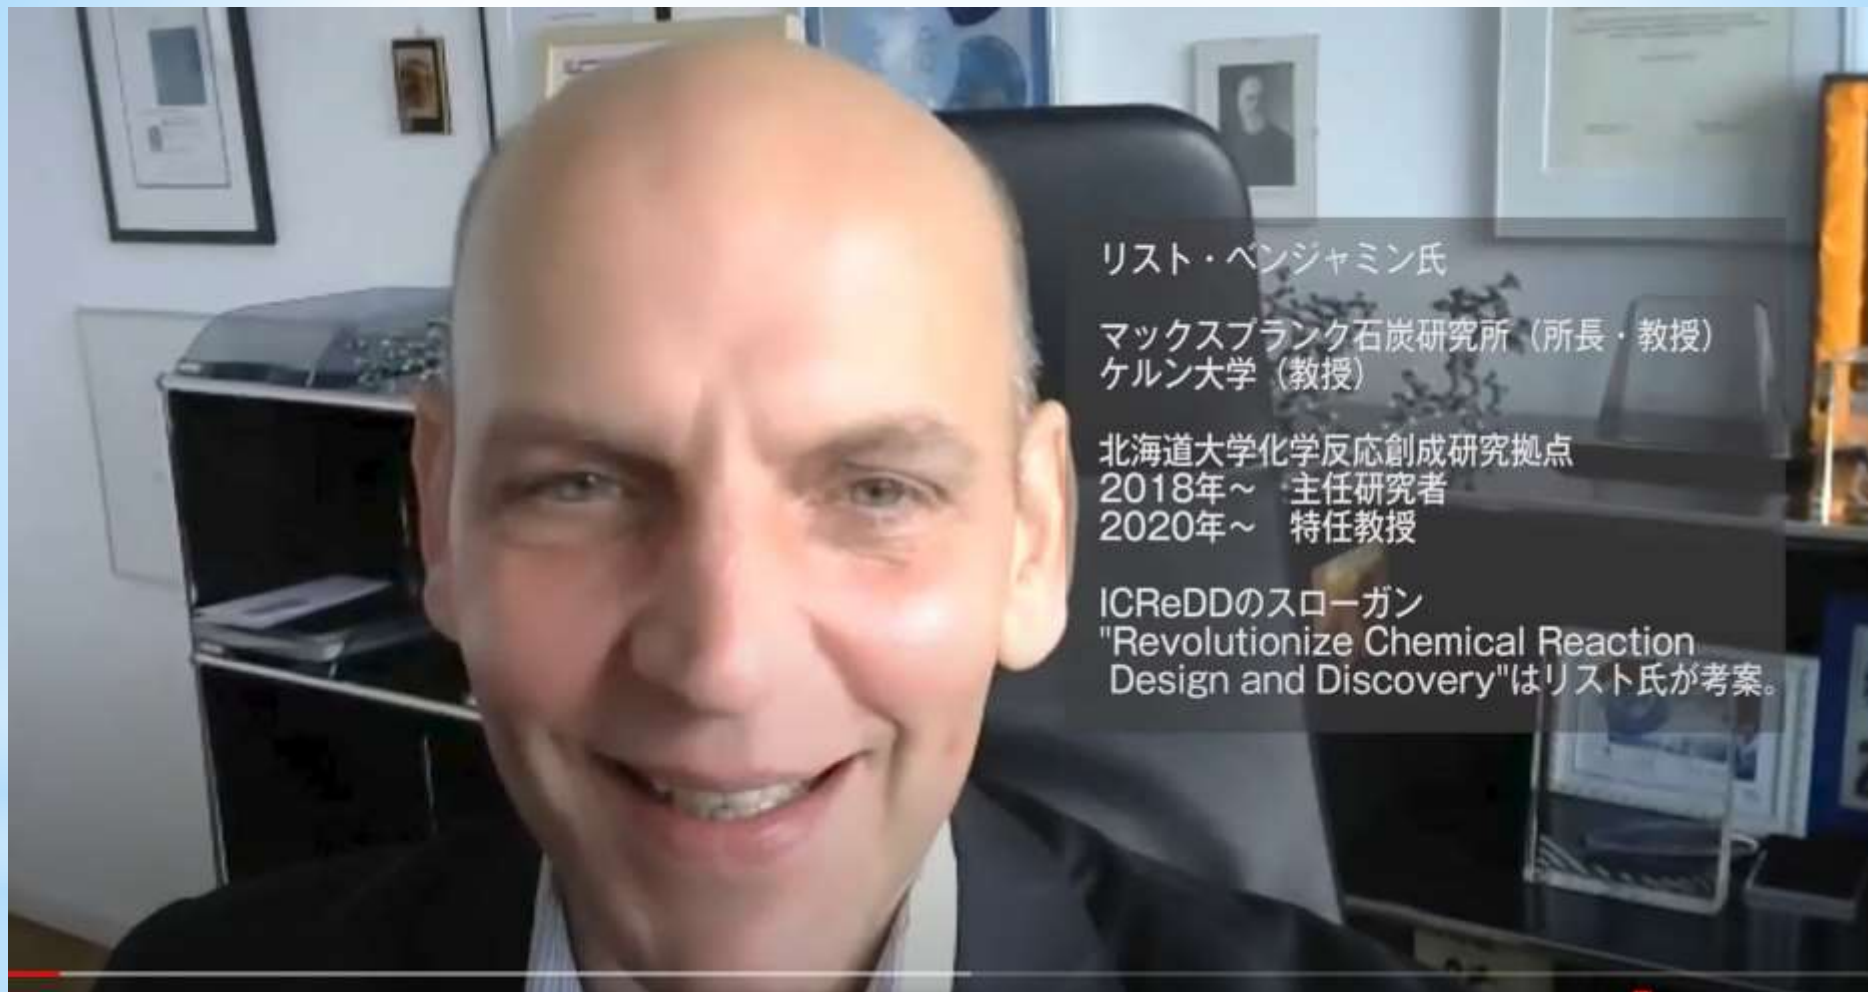 リスト・ベンジャミン氏
マックスプランク石炭研究所（所長・教授）
ケルン大学（教授）
北海道大学化学反応創成研究拠点
2018年～　主任研究者
2020年～　特任教授
ICReDDのスローガン
"Revolutionize Chemical Reaction
Design and Discovery"はリスト氏が考案。